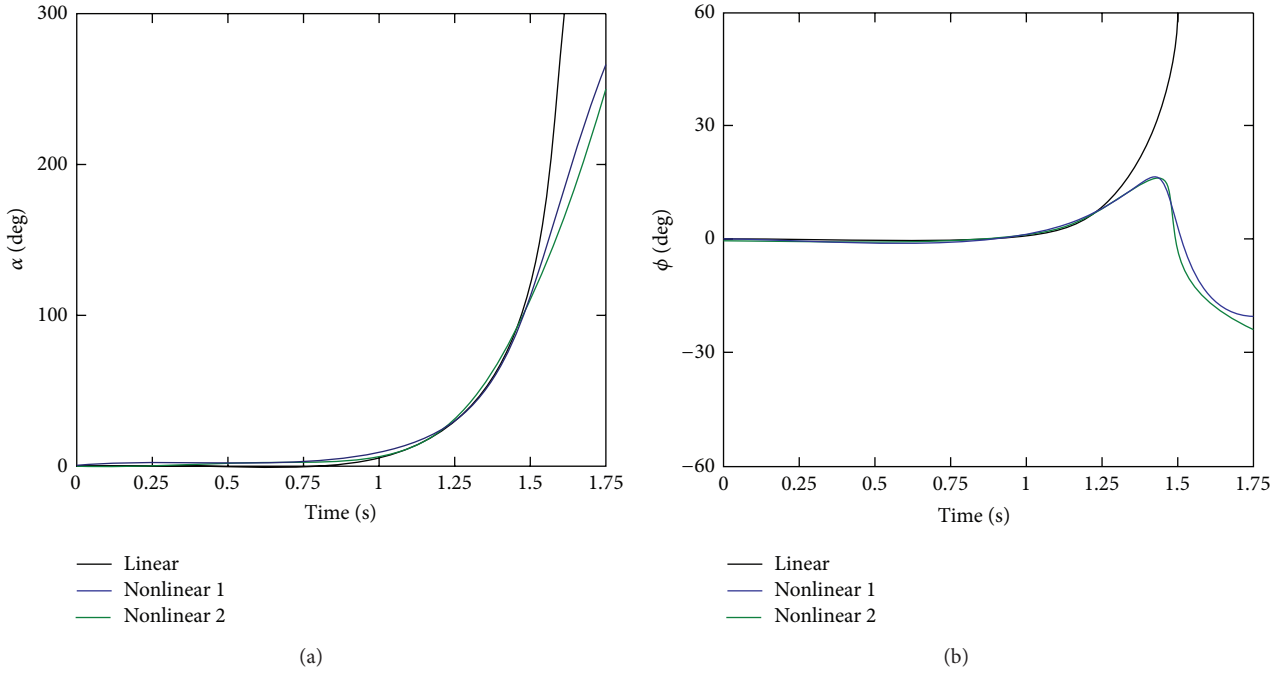 300
200
100
0
α (deg)
0 0.25 0.5 0.75 1 1.25 1.5 1.75
Time (s)
Linear
Nonlinear 1
Nonlinear 2
(a)
60
30
0
−30
−60
ϕ (deg)
0 0.25 0.5 0.75 1 1.25 1.5 1.75
Time (s)
Linear
Nonlinear 1
Nonlinear 2
(b)